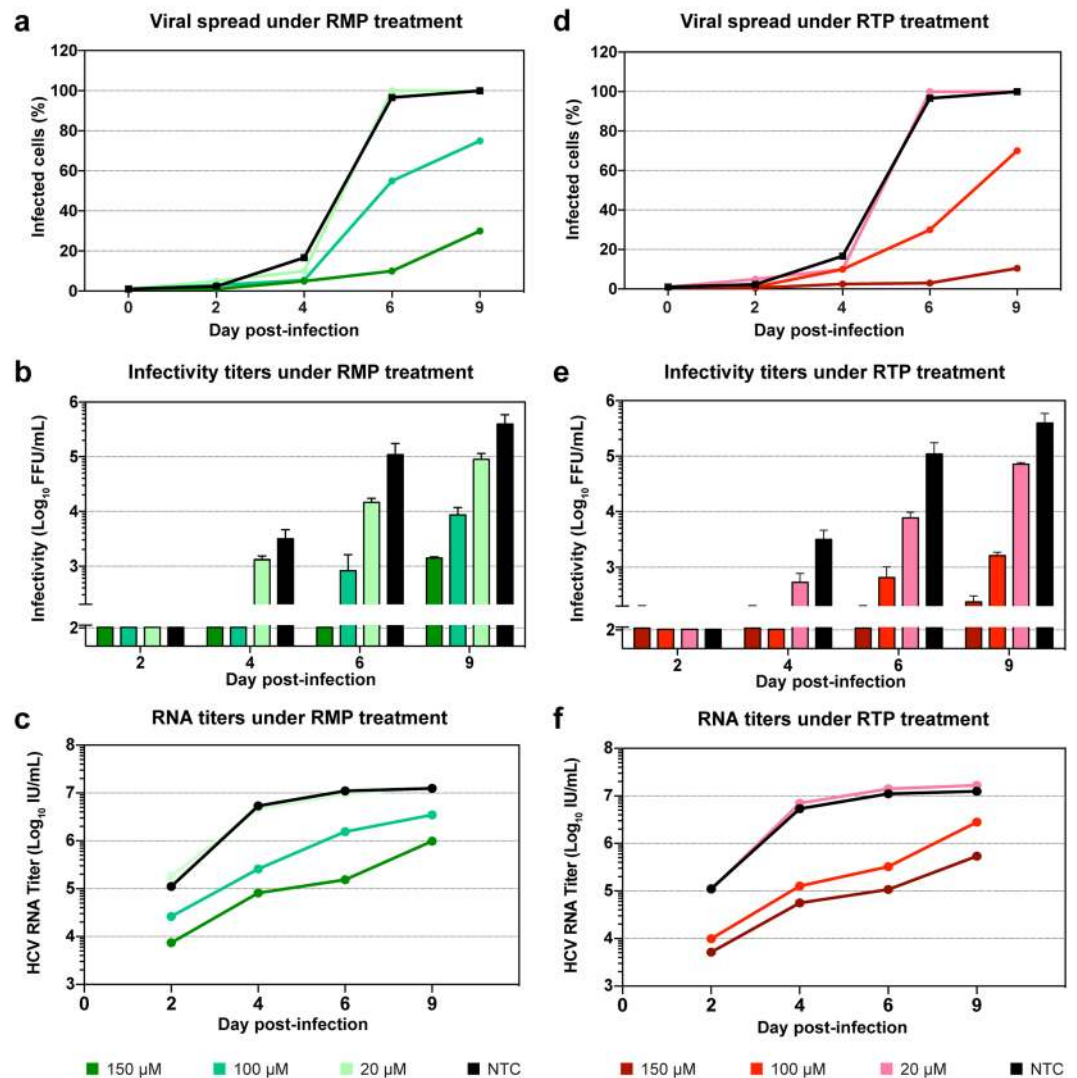 a Viral spread under RMP treatment
120
100
80
60
40
20
0
Infected cells (%)
0 2 4 6 9
Day post-infection
b Infectivity titers under RMP treatment
6
5
4
3
2
Infectivity (Log10 FFU/mL)
2 4 6 9
Day post-infection
c RNA titers under RMP treatment
8
7
6
5
4
3
HCV RNA Titer (Log10 IU/mL)
0 2 4 6 9
Day post-infection
150 µM 100 µM 20 µM NTC
d Viral spread under RTP treatment
120
100
80
60
40
20
0
Infected cells (%)
0 2 4 6 9
Day post-infection
e Infectivity titers under RTP treatment
6
5
4
3
2
Infectivity (Log10 FFU/mL)
2 4 6 9
Day post-infection
f RNA titers under RTP treatment
8
7
6
5
4
3
HCV RNA Titer (Log10 IU/mL)
0 2 4 6 9
Day post-infection
150 µM 100 µM 20 µM NTC